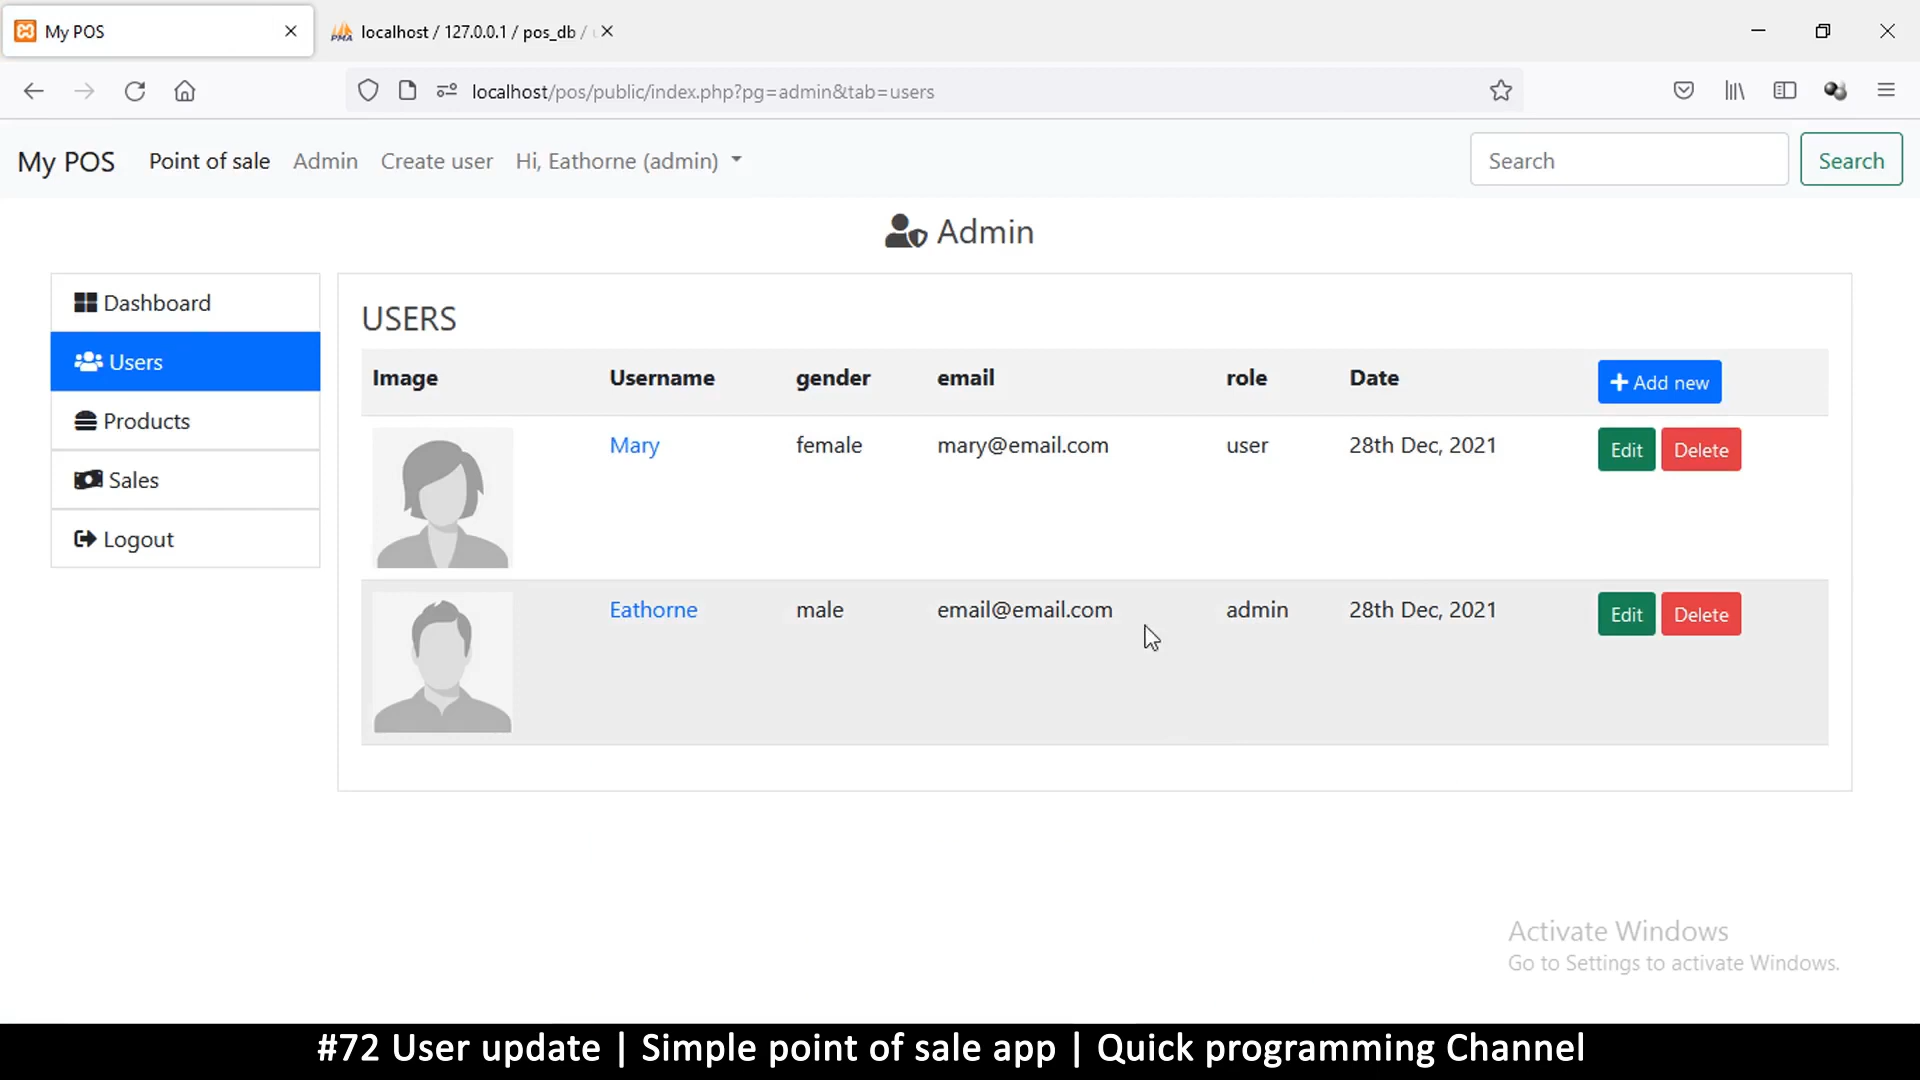 My POS
localhost / 127.0.0.1 / pos_db /
localhost/pos/public/index.php?pg=admin&tab=users
My POS Point of sale Admin Create user Hi, Eathorne (admin) Search Search
Admin
Dashboard
Users
Products
Sales
Logout
USERS
Image Username gender email role Date Add new
Mary female mary@email.com user 28th Dec, 2021 Edit Delete
Eathorne male email@email.com admin 28th Dec, 2021 Edit Delete
Activate Windows
Go to Settings to activate Windows.
#72 User update | Simple point of sale app | Quick programming Channel